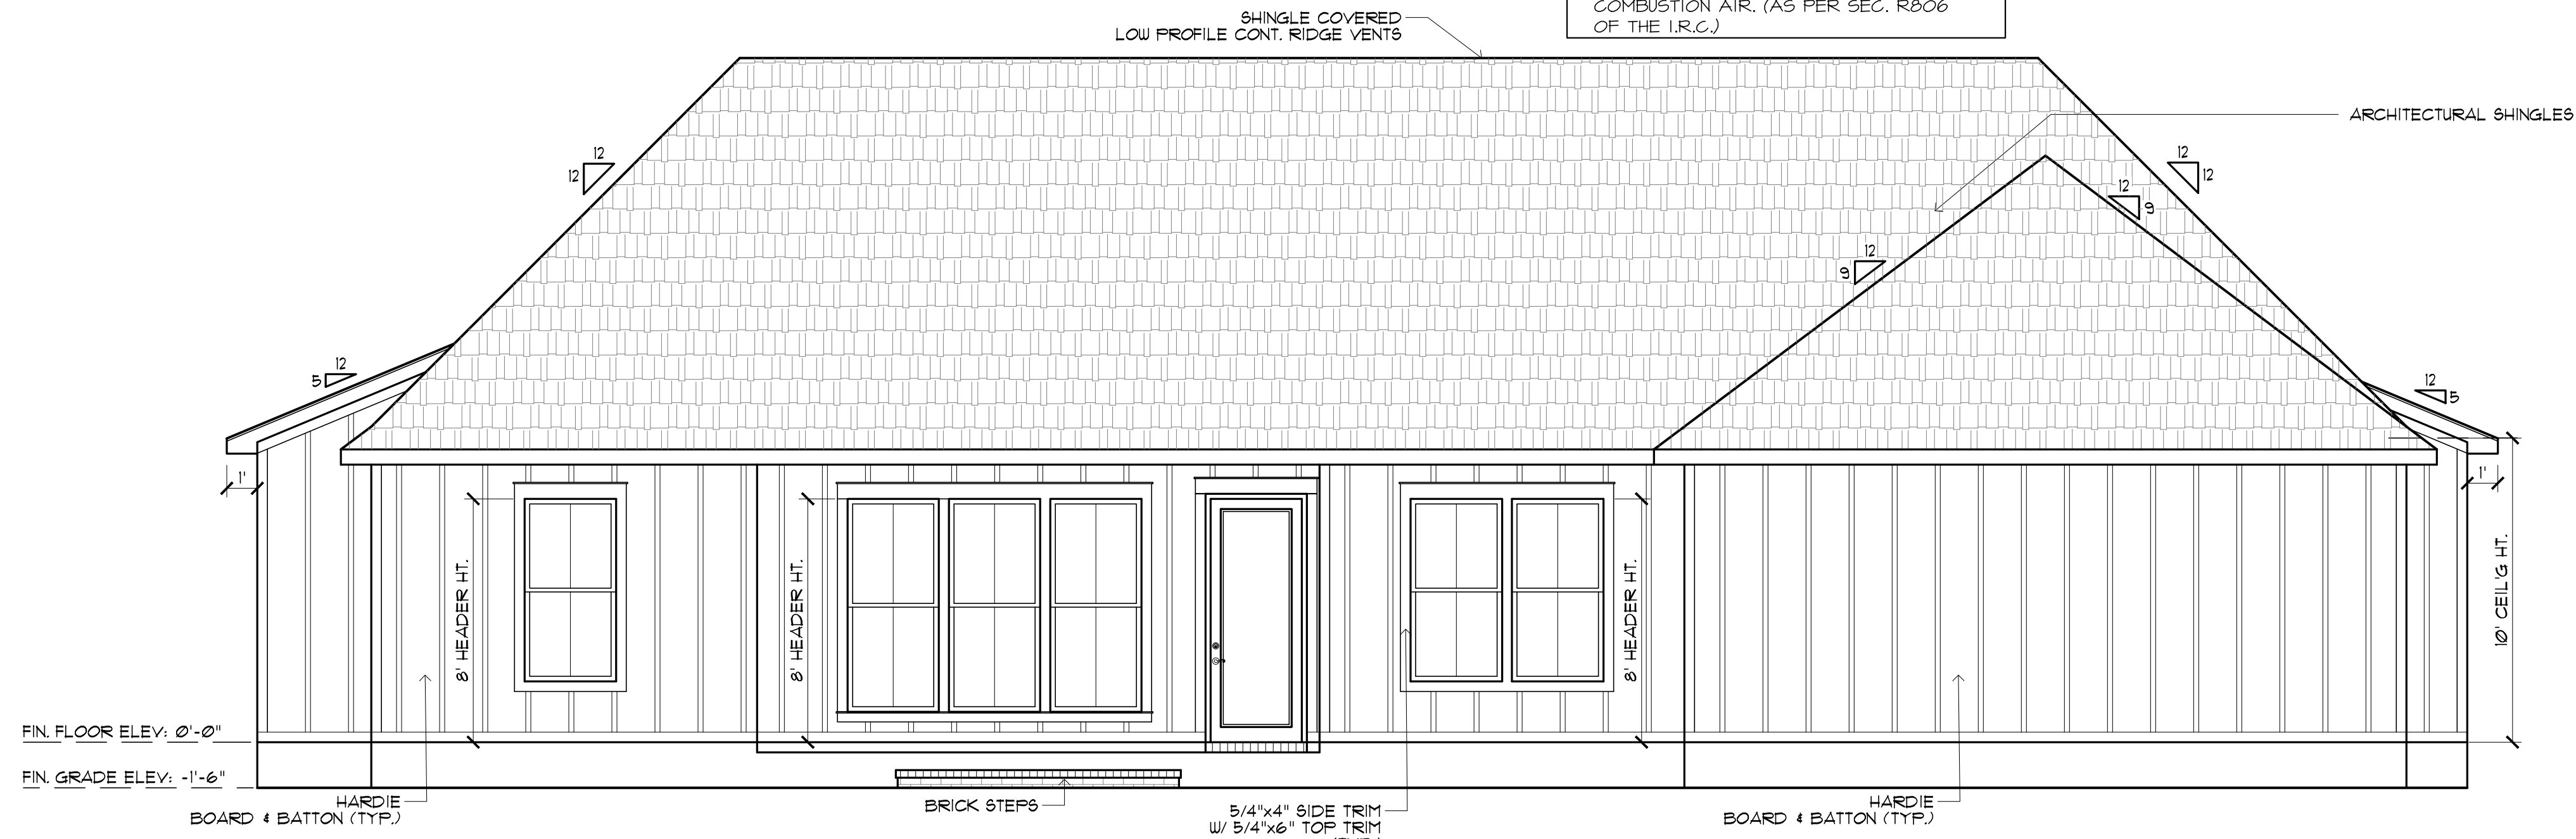 COMBUSTION AIR. (AS PER SEC. R806
OF THE I.R.C.)
SHINGLE COVERED
LOW PROFILE CONT. RIDGE VENTS
ARCHITECTURAL SHINGLES
12
12
12
12
12
9
12
9
12
5
12
5
1'
1'
8' HEADER HT.
8' HEADER HT.
8' HEADER HT.
10' CEIL'G HT.
FIN. FLOOR ELEV: 0'-0"
FIN. GRADE ELEV: -1'-6"
HARDIE
BOARD & BATTON (TYP.)
BRICK STEPS
5/4"x4" SIDE TRIM
W/ 5/4"x6" TOP TRIM
HARDIE
BOARD & BATTON (TYP.)